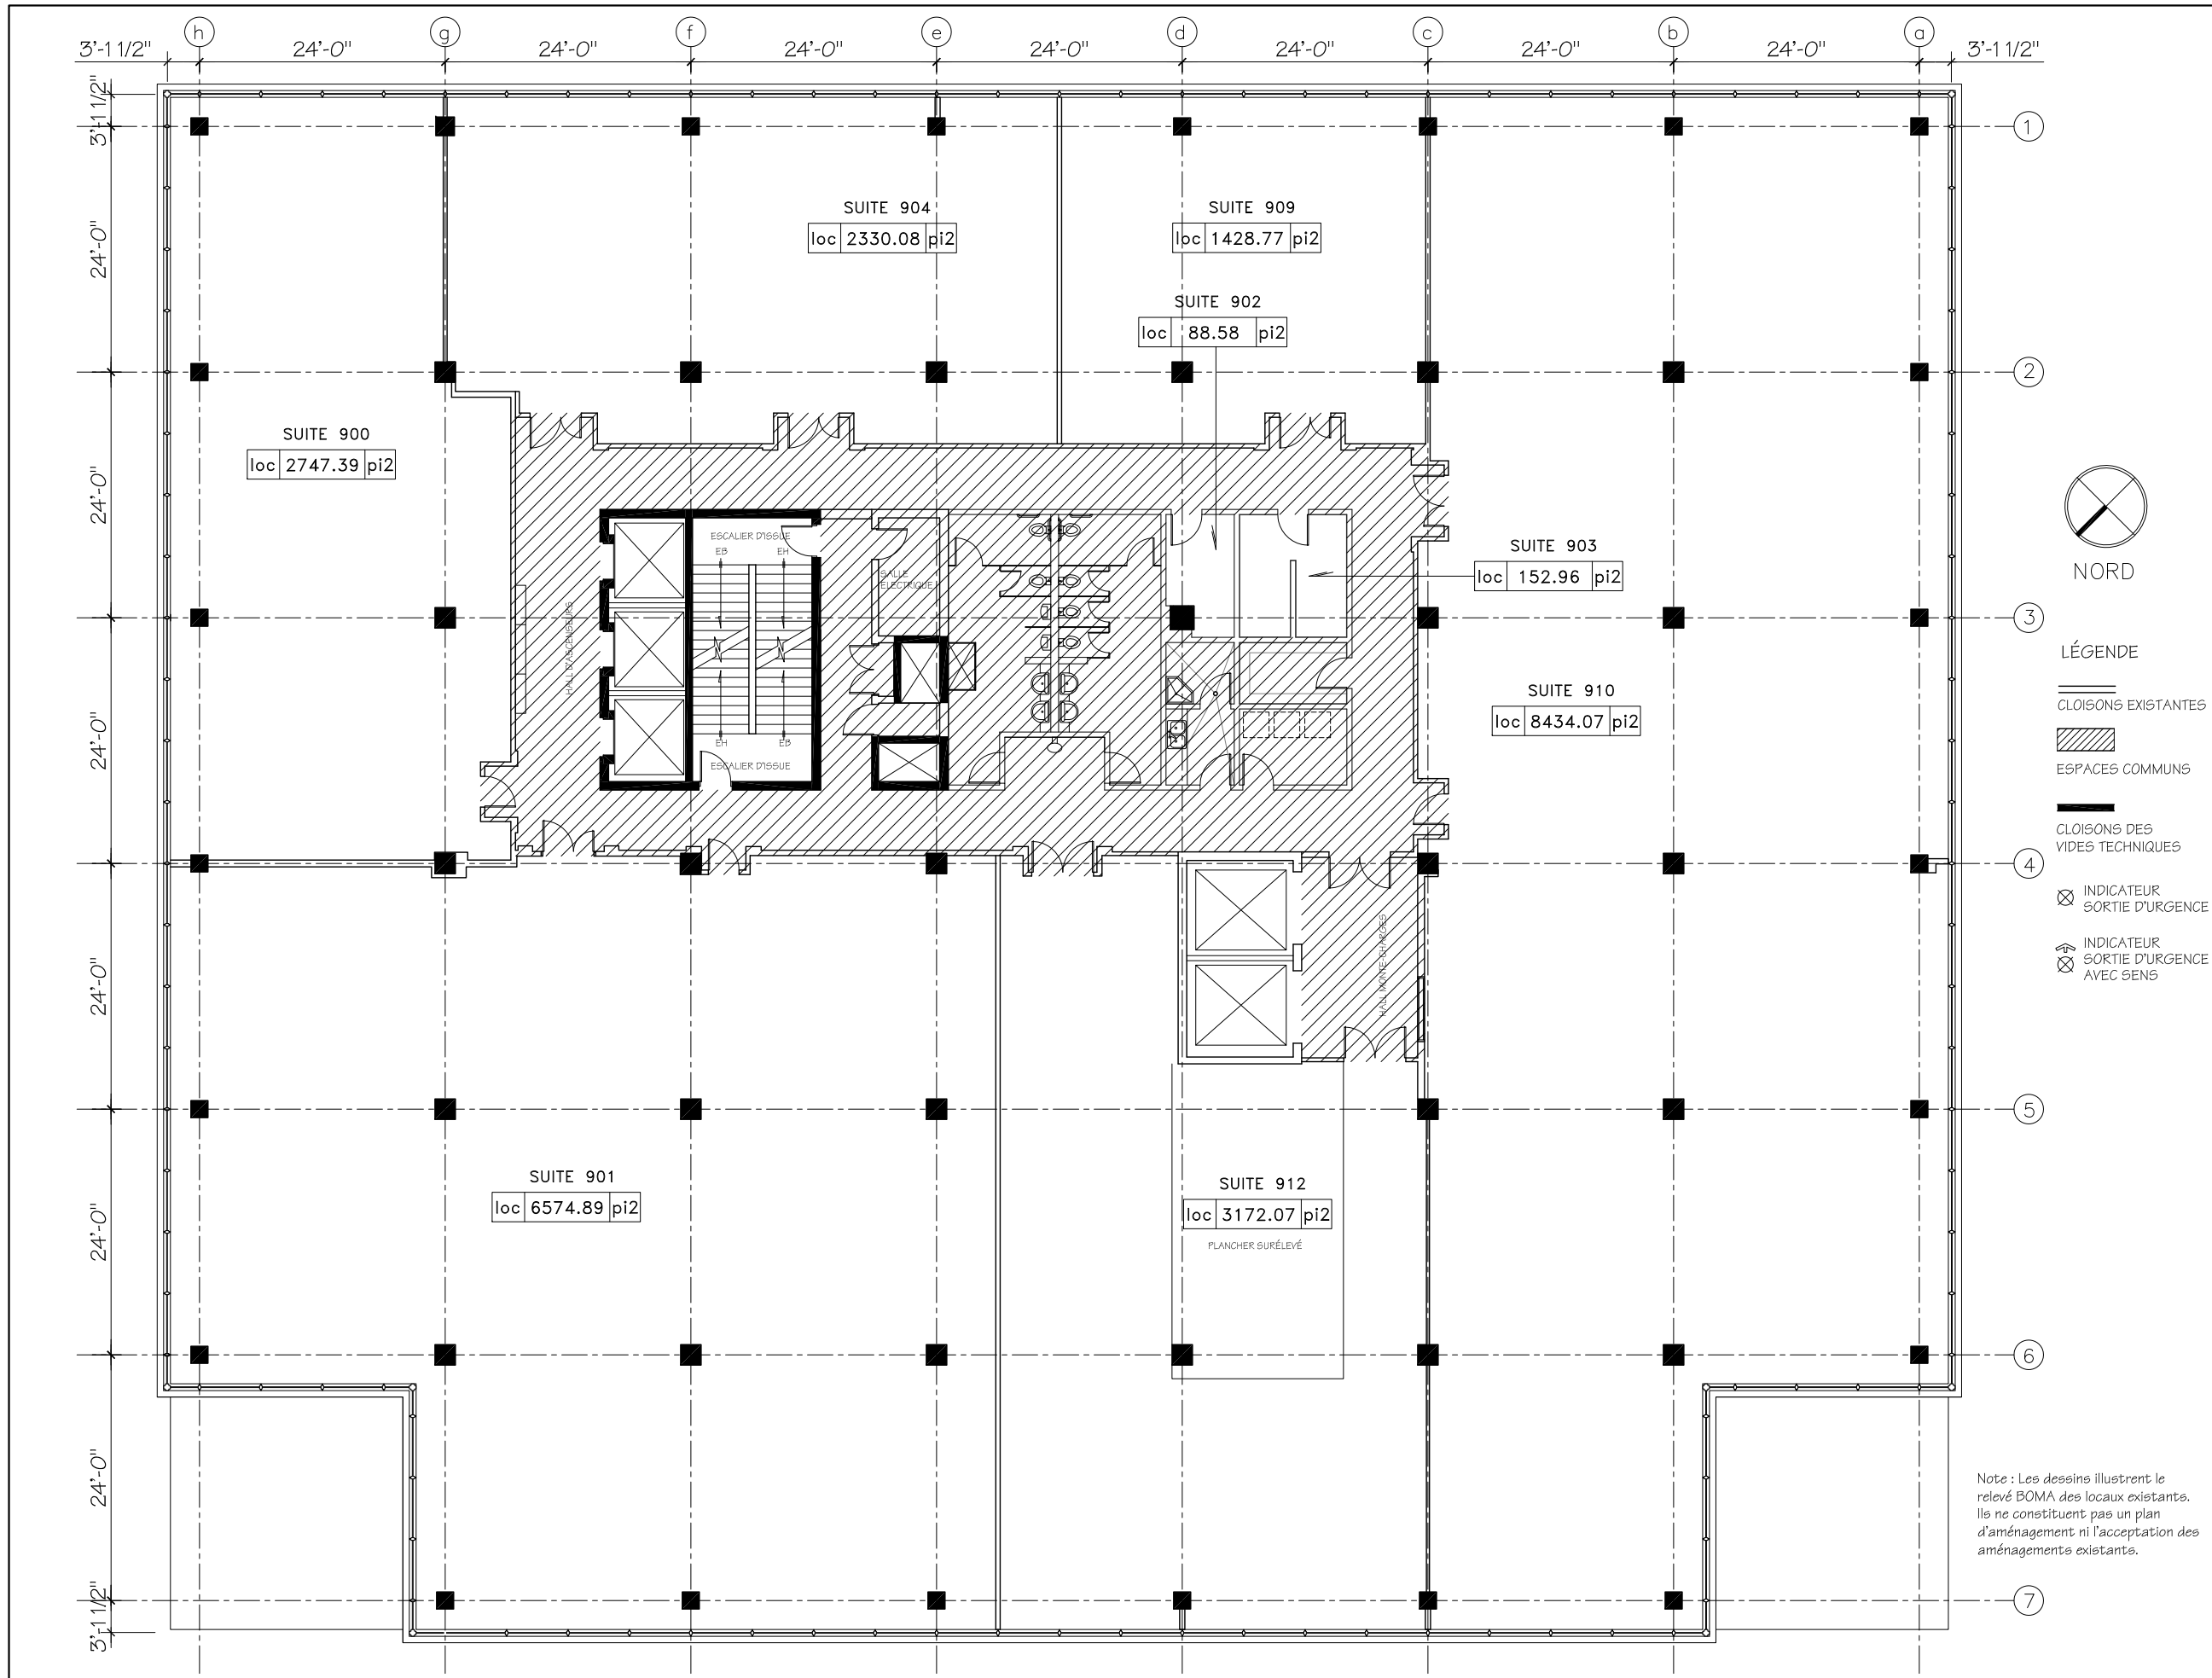 h
g
f
e
d
c
b
a
3'-1 1/2"
24'-0"
24'-0"
24'-0"
24'-0"
24'-0"
24'-0"
24'-0"
3'-1 1/2"
3'-1 1/2"
24'-0"
24'-0"
24'-0"
24'-0"
24'-0"
24'-0"
3'-1 1/2"
1
2
3
4
5
6
7
SUITE 904
loc 2330.08 pi2
SUITE 909
loc 1428.77 pi2
SUITE 902
loc 88.58 pi2
SUITE 900
loc 2747.39 pi2
SUITE 903
loc 152.96 pi2
SUITE 910
loc 8434.07 pi2
SUITE 901
loc 6574.89 pi2
SUITE 912
loc 3172.07 pi2
PLANCHER SURÉLEVÉ
HALL D'ASCENSEURS
ESCALIER D'ISSUE
EB
EH
EH
EB
ESCALIER D'ISSUE
SALLE
ELECTRIQUE
HALL MONTE-CHARGES
NORD
LÉGENDE
CLOISONS EXISTANTES
ESPACES COMMUNS
CLOISONS DES
VIDES TECHNIQUES
INDICATEUR
SORTIE D'URGENCE
INDICATEUR
SORTIE D'URGENCE
AVEC SENS
Note : Les dessins illustrent le
relevé BOMA des locaux existants.
Ils ne constituent pas un plan
d'aménagement ni l'acceptation des
aménagements existants.